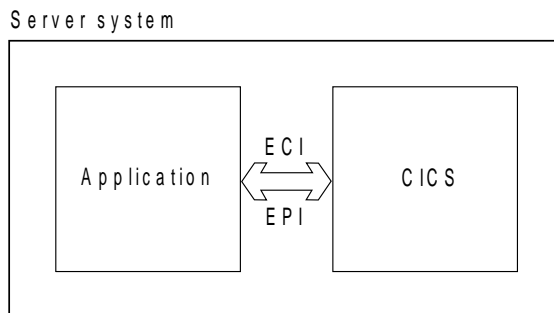 Server system
ECI
Application
CICS
EPI